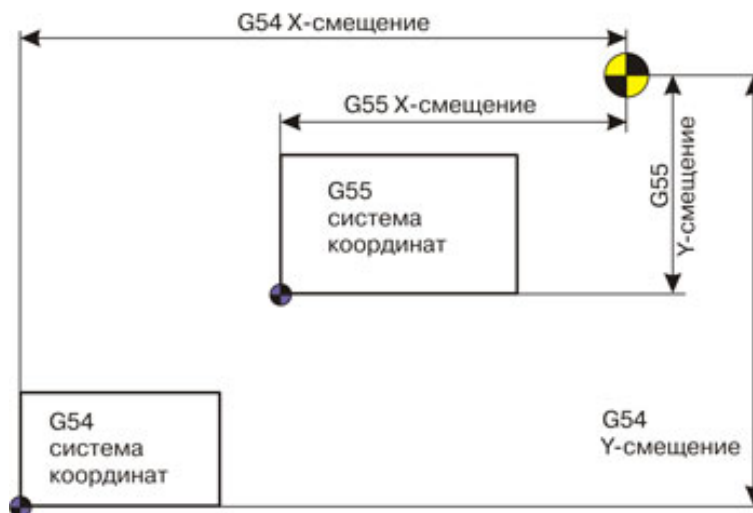 G54 X-смещение
G55 X-смещение
G55
Y-смещение
G55
система
координат
G54
система
координат
G54
Y-смещение